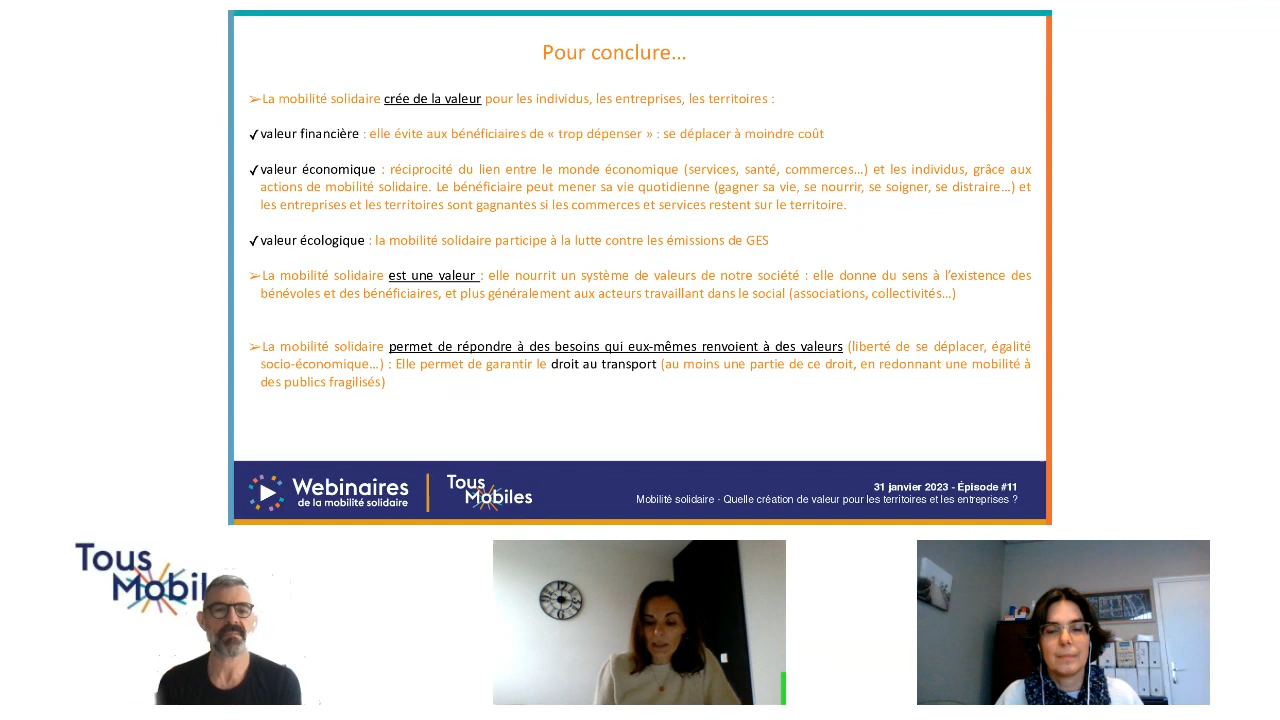 Pour conclure...
➢La mobilité solidaire crée de la valeur pour les individus, les entreprises, les territoires :
✓valeur financière : elle évite aux bénéficiaires de « trop dépenser » : se déplacer à moindre coût
✓valeur économique : réciprocité du lien entre le monde économique (services, santé, commerces...) et les individus, grâce aux
actions de mobilité solidaire. Le bénéficiaire peut mener sa vie quotidienne (gagner sa vie, se nourrir, se soigner, se distraire...) et
les entreprises et les territoires sont gagnantes si les commerces et services restent sur le territoire.
✓valeur écologique : la mobilité solidaire participe à la lutte contre les émissions de GES
➢La mobilité solidaire est une valeur : elle nourrit un système de valeurs de notre société : elle donne du sens à l'existence des
bénévoles et des bénéficiaires, et plus généralement aux acteurs travaillant dans le social (associations, collectivités...)
➢La mobilité solidaire permet de répondre à des besoins qui eux-mêmes renvoient à des valeurs (liberté de se déplacer, égalité
socio-économique...) : Elle permet de garantir le droit au transport (au moins une partie de ce droit, en redonnant une mobilité à
des publics fragilisés)
Webinaires
de la mobilité solidaire
Tous
Mobiles
31 janvier 2023 - Épisode #11
Mobilité solidaire - Quelle création de valeur pour les territoires et les entreprises ?
Tous
Mobil